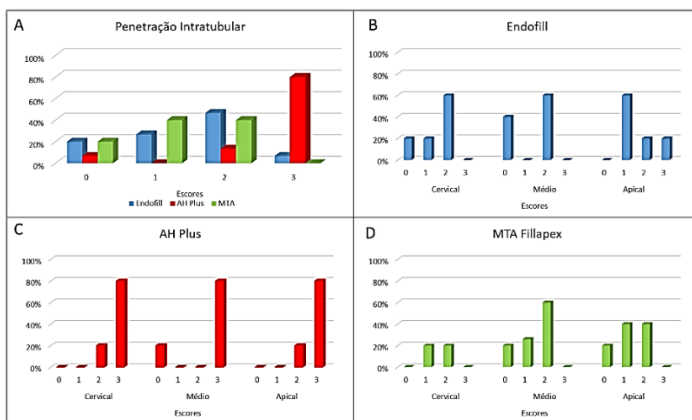 A
Penetração Intratubular
100%
80%
60%
40%
20%
0%
0 1 2 3
Escores
Endofill AH Plus MTA
B
Endofill
100%
80%
60%
40%
20%
0%
0 1 2 3 0 1 2 3 0 1 2 3
Cervical Médio Apical
Escores
C
AH Plus
100%
80%
60%
40%
20%
0%
0 1 2 3 0 1 2 3 0 1 2 3
Cervical Médio Apical
Escores
D
MTA Fillapex
100%
80%
60%
40%
20%
0%
0 1 2 3 0 1 2 3 0 1 2 3
Cervical Médio Apical
Escores